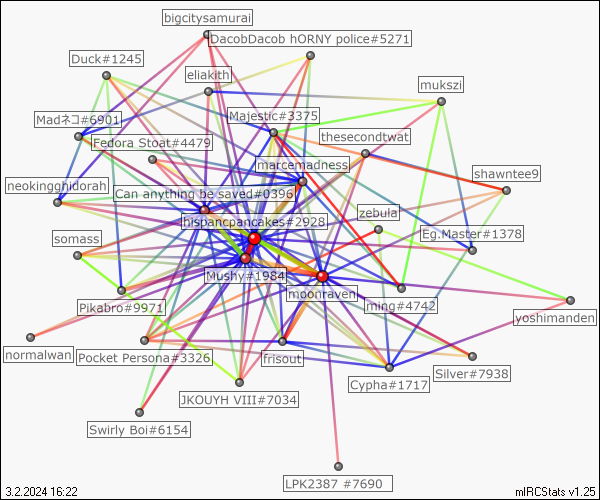 bigcitysamurai
DacobDacob hORNY police#5271
Duck#1245
eliakith
mukszi
Majestic#3375
Madネコ#6901
thesecondtwat
Fedora Stoat#4479
marcemadness
shawntee9
neokingghidorah
Can anything be saved#0396
zebula
hispancpancakes#2928
Eg.Master#1378
somass
Mushy#1984
moonraven
Pikabro#9971
ming#4742
yoshimanden
normalwan
Pocket Persona#3326
frisout
Silver#7938
Cypha#1717
JKOUYH VIII#7034
Swirly Boi#6154
LPK2387 #7690
3.2.2024 16:22
mIRCStats v1.25